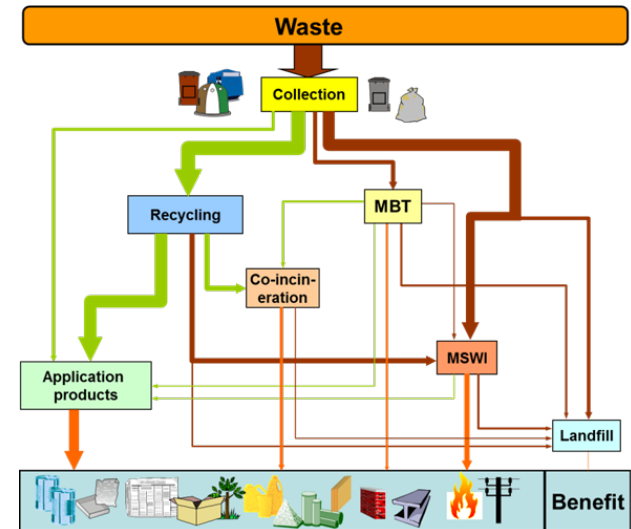 Waste
Collection
Recycling
MBT
Co-incin-
eration
MSWI
Application
products
Landfill
Benefit